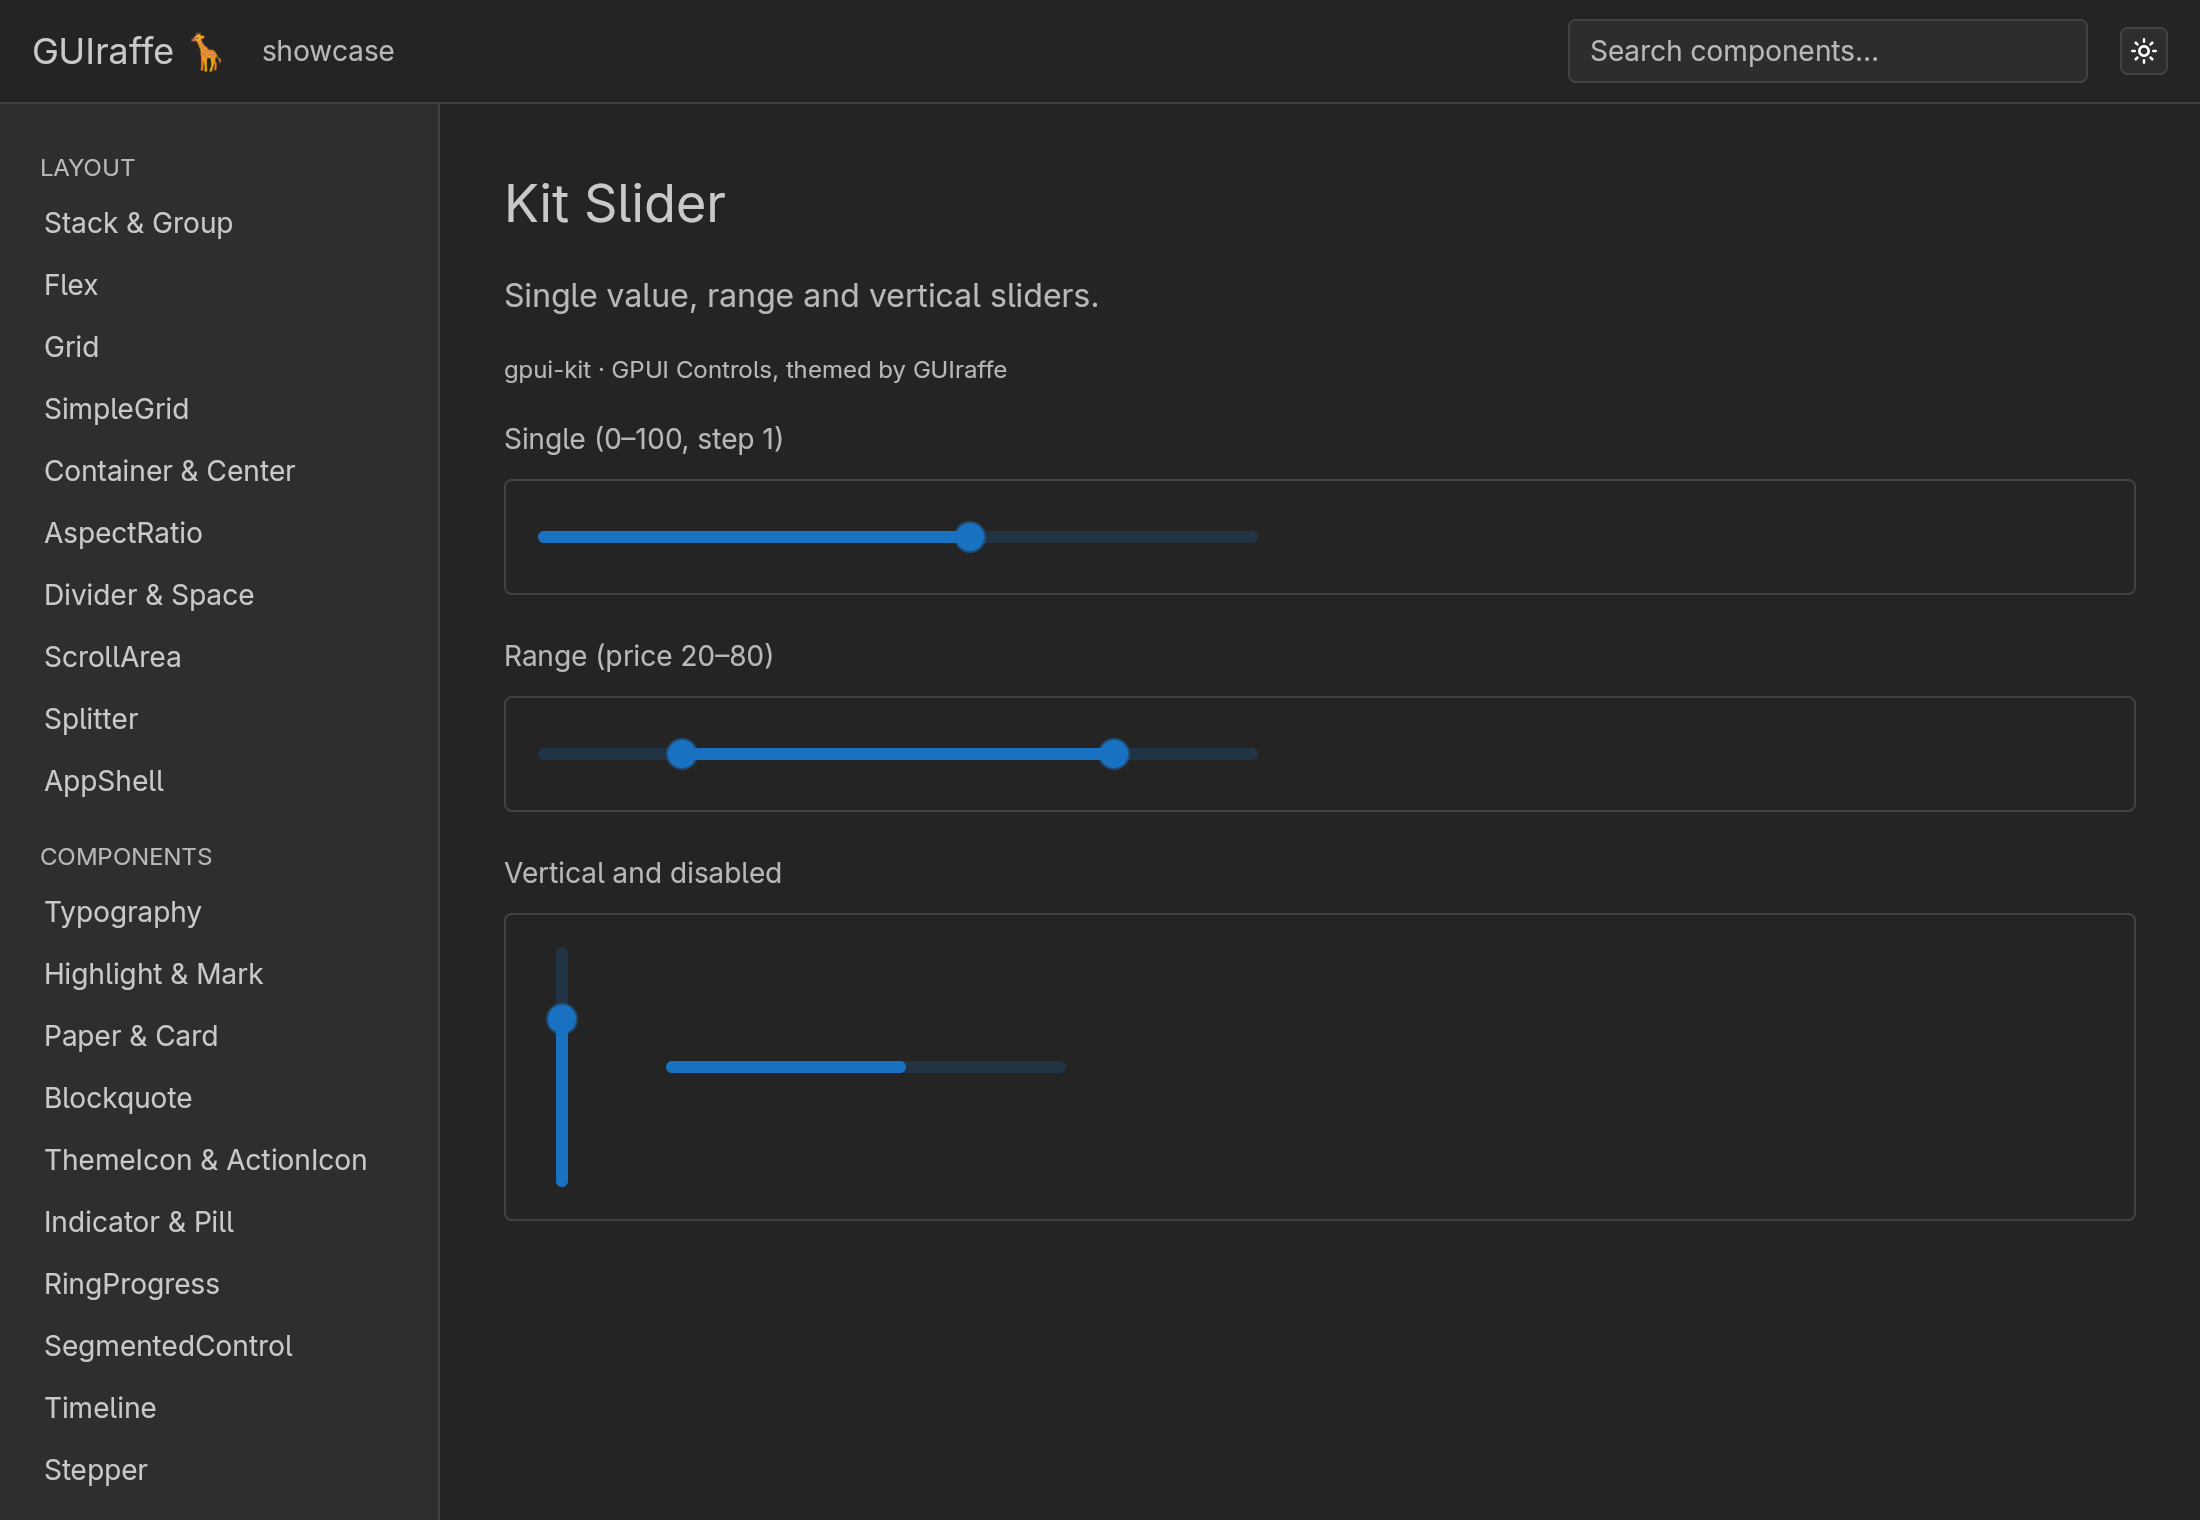 GUIraffe 🦒 showcase
Search components...
LAYOUT
Stack & Group
Flex
Grid
SimpleGrid
Container & Center
AspectRatio
Divider & Space
ScrollArea
Splitter
AppShell
COMPONENTS
Typography
Highlight & Mark
Paper & Card
Blockquote
ThemeIcon & ActionIcon
Indicator & Pill
RingProgress
SegmentedControl
Timeline
Stepper
Kit Slider
Single value, range and vertical sliders.
gpui-kit · GPUI Controls, themed by GUIraffe
Single (0–100, step 1)
Range (price 20–80)
Vertical and disabled